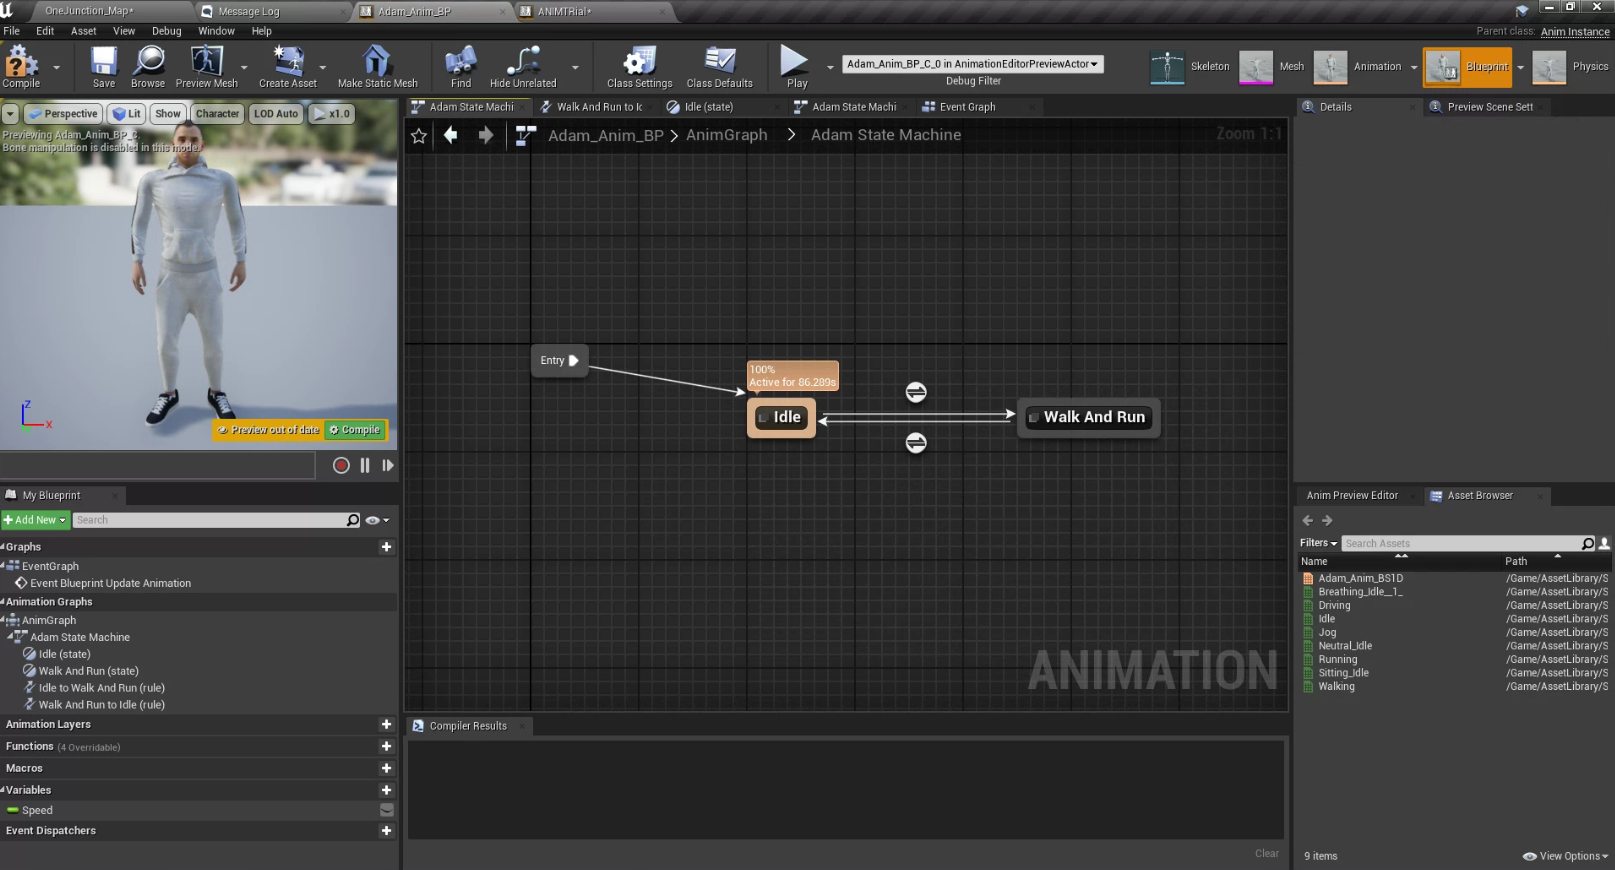 OneJunction_Map*
Message Log
Adam_Anim_BP
ANIMTRial*
File Edit Asset View Debug Window Help
Parent class: Anim Instance
Compile
Save
Browse
Preview Mesh
Create Asset
Make Static Mesh
Find
Hide Unrelated
Class Settings
Class Defaults
Play
Adam_Anim_BP_C_0 in AnimationEditorPreviewActor
Debug Filter
Skeleton
Mesh
Animation
Blueprint
Physics
Perspective
Lit
Show
Character
LOD Auto
x1.0
Previewing Adam_Anim_BP_C.
Bone manipulation is disabled in this mode.
Z
X
Preview out of date
Compile
Adam State Machi
Walk And Run to Ic
Idle (state)
Adam State Machi
Event Graph
Adam_Anim_BP > AnimGraph > Adam State Machine
Zoom 1:1
Entry
100%
Active for 86.289s
Idle
Walk And Run
ANIMATION
Compiler Results
Clear
My Blueprint
Add New
Search
Graphs
EventGraph
Event Blueprint Update Animation
Animation Graphs
AnimGraph
Adam State Machine
Idle (state)
Walk And Run (state)
Idle to Walk And Run (rule)
Walk And Run to Idle (rule)
Animation Layers
Functions (4 Overridable)
Macros
Variables
Speed
Event Dispatchers
Details
Preview Scene Sett
Anim Preview Editor
Asset Browser
Filters
Search Assets
Name Path
Adam_Anim_BS1D /Game/AssetLibrary/S
Breathing_Idle__1_ /Game/AssetLibrary/S
Driving /Game/AssetLibrary/S
Idle /Game/AssetLibrary/S
Jog /Game/AssetLibrary/S
Neutral_Idle /Game/AssetLibrary/S
Running /Game/AssetLibrary/S
Sitting_Idle /Game/AssetLibrary/S
Walking /Game/AssetLibrary/S
9 items
View Options